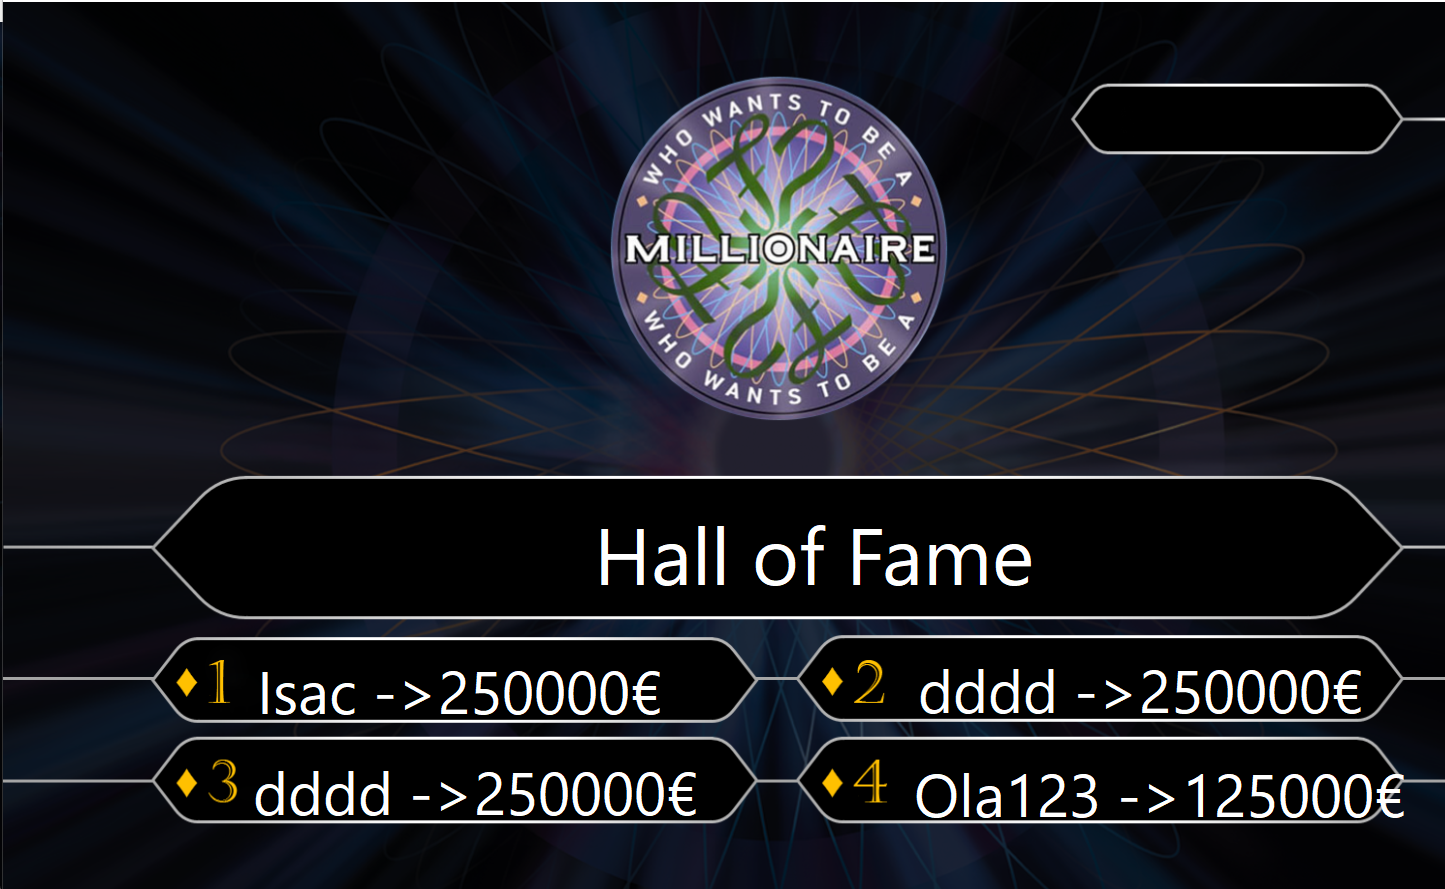 WHO WANTS TO BE A
MILLIONAIRE
WHO WANTS TO BE A
Hall of Fame
1 Isac ->250000€
2 dddd ->250000€
3 dddd ->250000€
4 Ola123 ->125000€